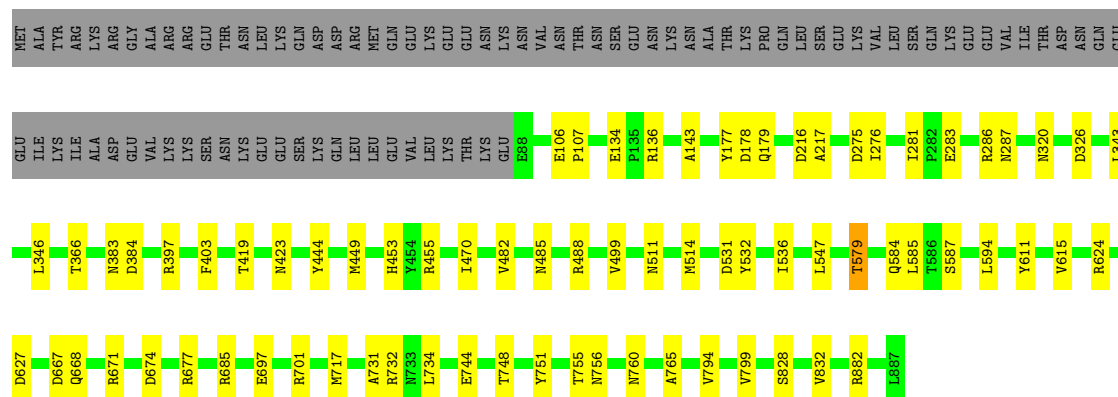 MET ALA TYR ARG LYS ARG GLY ALA ARG ARG GLU THR ASN LEU LYS GLN ASP ASP ARG MET GLN GLU LYS GLU GLU ASN LYS ASN VAL ASN THR ASN SER GLU ASN LYS ASN ALA THR LYS PRO GLN LEU SER GLU LYS VAL LEU SER GLN LYS GLU GLU VAL ILE THR ASP ASN GLN GLU
GLU ILE LYS ILE ALA ASP GLU VAL LYS LYS SER ASN LYS GLU GLU SER LYS GLN LEU LEU GLU VAL LEU LYS THR LYS GLU E88 E106 P107 E134 P135 R136 A143 Y177 D178 Q179 D216 A217 D275 I276 I281 P282 E283 R286 N287 N320 D326 L343
L346 T366 N383 D384 R397 F403 T419 N423 Y444 M449 H453 Y454 R455 I470 V482 N485 R488 V499 N511 M514 D531 Y532 I536 L547 T579 Q584 L585 T586 S587 L594 Y611 V615 R624
D627 D667 Q668 R671 D674 R677 R685 E697 R701 M717 A731 R732 N733 L734 E744 T748 Y751 T755 N756 N760 A765 V794 V799 S828 V832 R882 L887